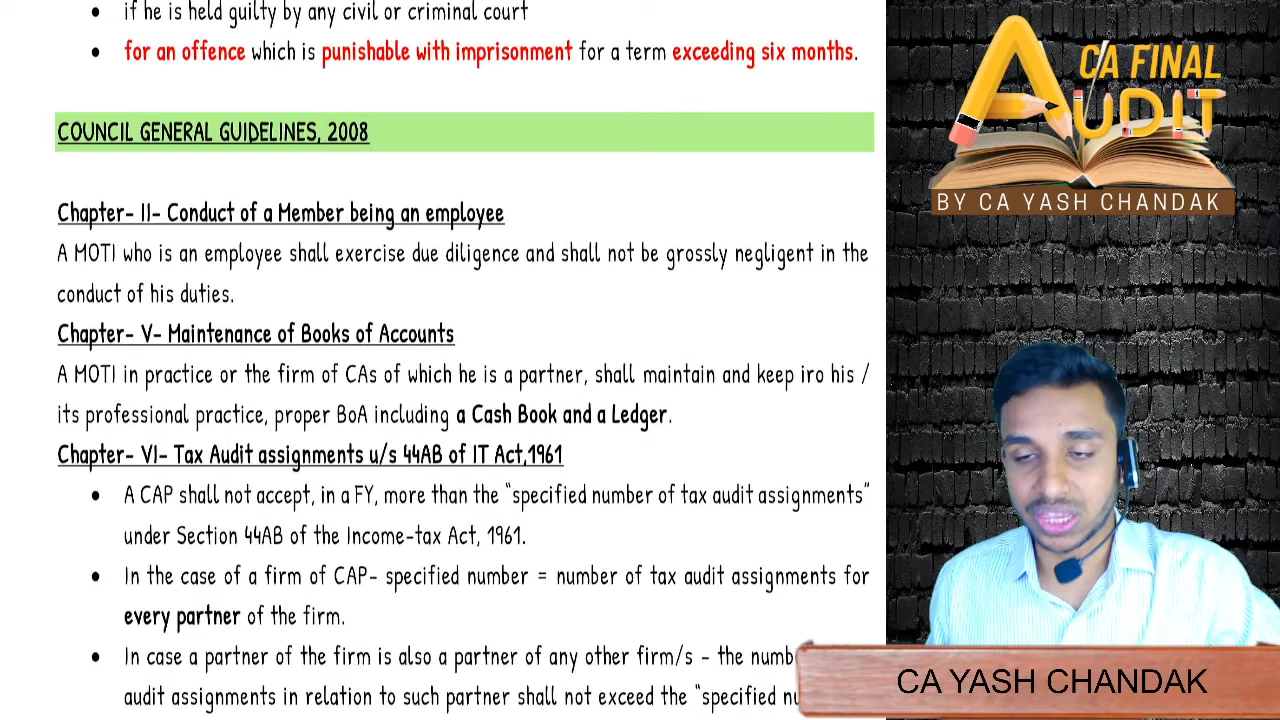 if he is held guilty by any civil or criminal court
for an offence which is punishable with imprisonment for a term exceeding six months.
COUNCIL GENERAL GUIDELINES, 2008
Chapter- II- Conduct of a Member being an employee
A MOTI who is an employee shall exercise due diligence and shall not be grossly negligent in the
conduct of his duties.
Chapter- V- Maintenance of Books of Accounts
A MOTI in practice or the firm of CAs of which he is a partner, shall maintain and keep iro his /
its professional practice, proper BoA including a Cash Book and a Ledger.
Chapter- VI- Tax Audit assignments u/s 44AB of IT Act,1961
A CAP shall not accept, in a FY, more than the "specified number of tax audit assignments"
under Section 44AB of the Income-tax Act, 1961.
In the case of a firm of CAP- specified number = number of tax audit assignments for
every partner of the firm.
In case a partner of the firm is also a partner of any other firm/s - the
audit assignments in relation to such partner shall not exceed the "specified
CA FINAL
AUDIT
BY CA YASH CHANDAK
CA YASH CHANDAK